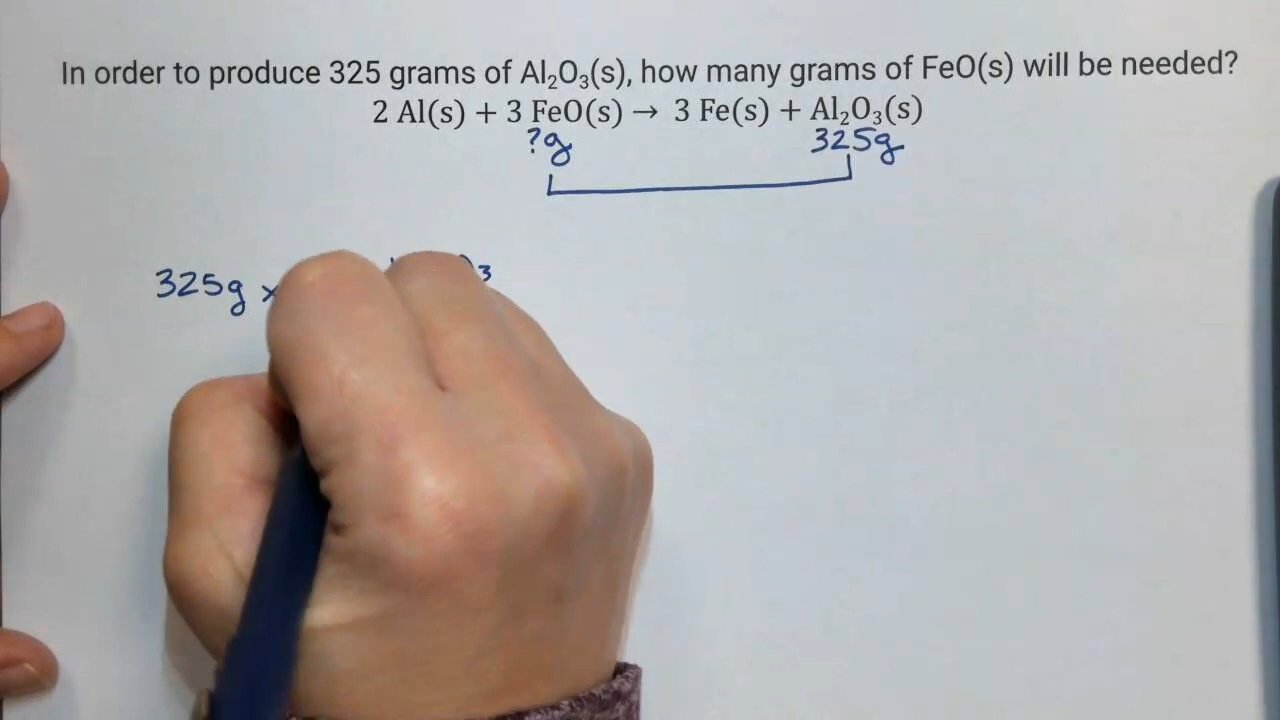 In order to produce 325 grams of Al₂O₃(s), how many grams of FeO(s) will be needed?
2 Al(s) + 3 FeO(s) → 3 Fe(s) + Al₂O₃(s)
?g 325g
325g × ₃